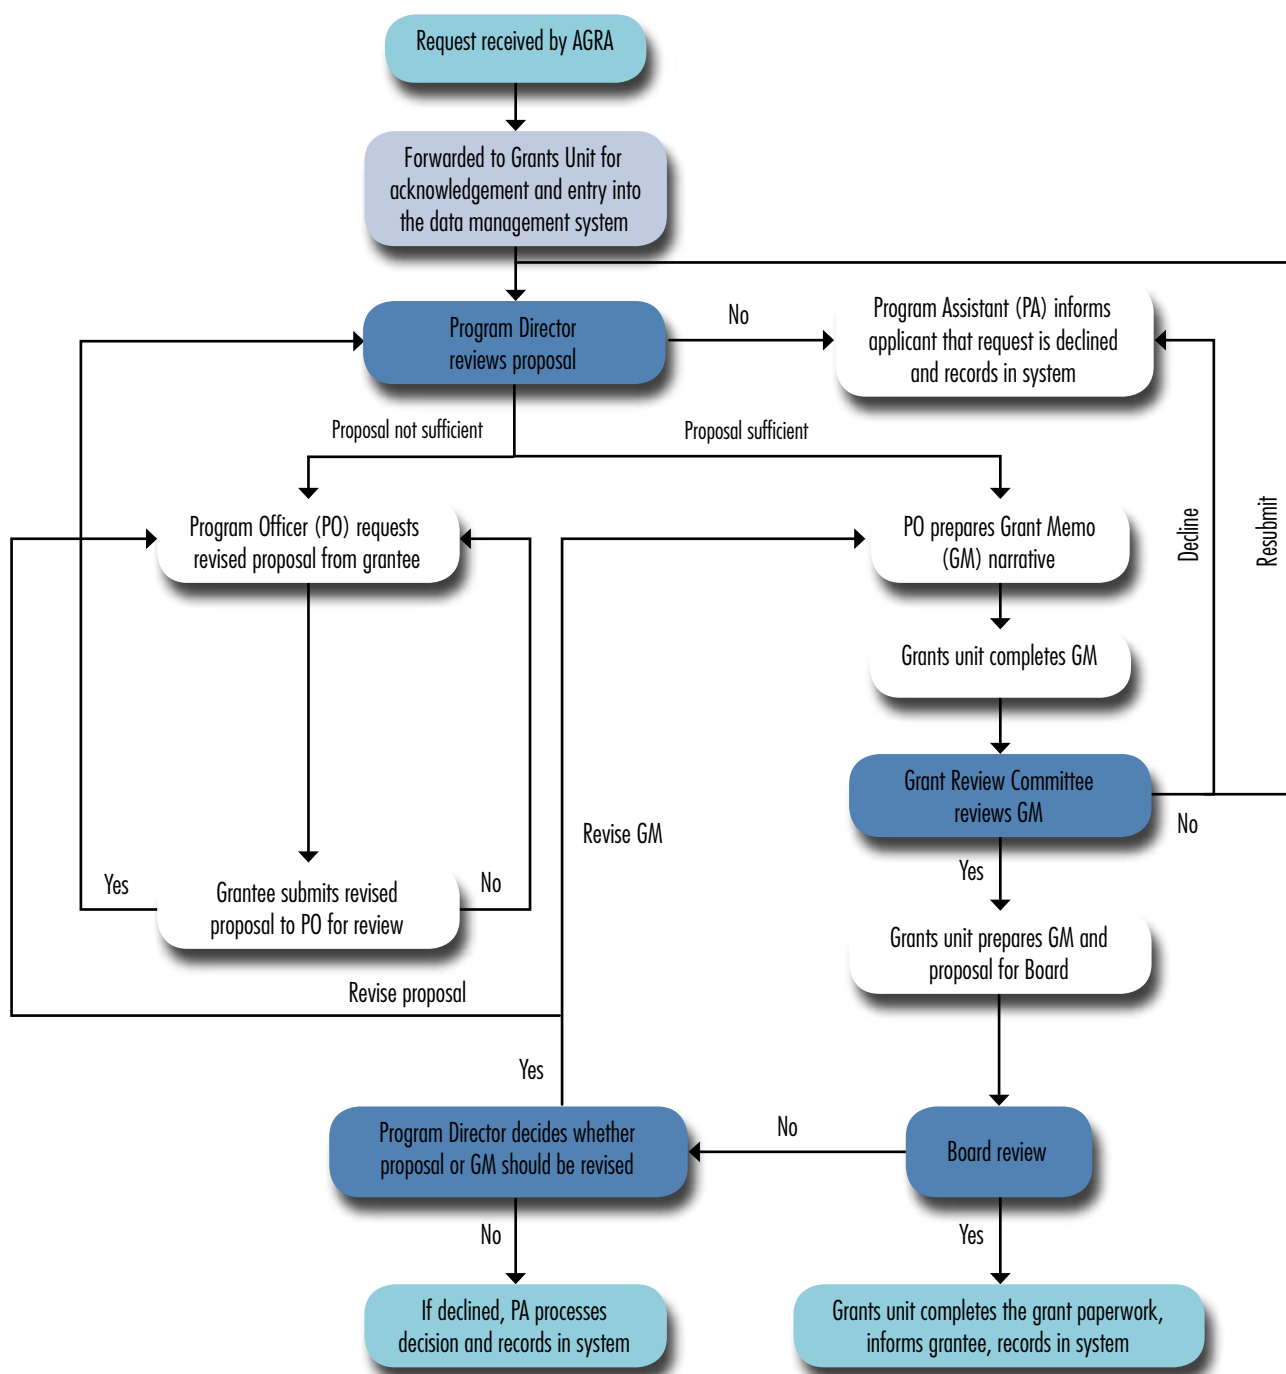 Request received by AGRA
Forwarded to Grants Unit for
acknowledgement and entry into
the data management system
Program Director
reviews proposal
No
Program Assistant (PA) informs
applicant that request is declined
and records in system
Proposal not sufficient
Proposal sufficient
Program Officer (PO) requests
revised proposal from grantee
PO prepares Grant Memo
(GM) narrative
Decline
Resubmit
Grants unit completes GM
Grant Review Committee
reviews GM
No
Revise GM
Yes
Yes
Grantee submits revised
proposal to PO for review
No
Grants unit prepares GM and
proposal for Board
Revise proposal
Yes
Program Director decides whether
proposal or GM should be revised
No
Board review
No
Yes
If declined, PA processes
decision and records in system
Grants unit completes the grant paperwork,
informs grantee, records in system